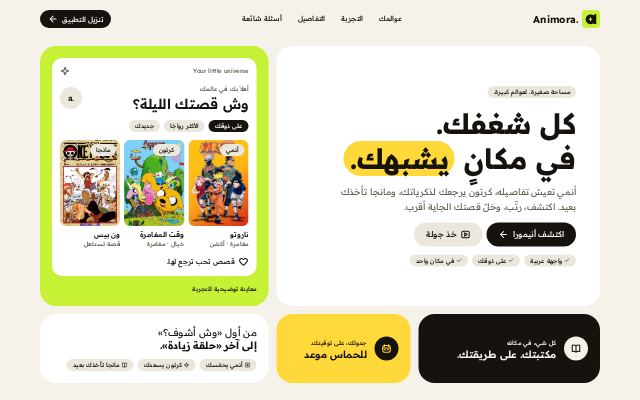 Animora.
عوالمك
التجربة
التفاصيل
أسئلة شائعة
تنزيل التطبيق
مساحة صغيرة. لعوالم كبيرة.
كل شغفك.
في مكانٍ يشبهك.
أنمي تعيش تفاصيله، كرتون يرجعك لذكرياتك، ومانجا تأخذك
بعيد. اكتشف، رتّب، وخلّ قصتك الجاية أقرب.
اكتشف أنيمورا
خذ جولة
واجهة عربية
على ذوقك
في مكان واحد
Your little universe
أهلاً بك في عالمك
وش قصتك الليلة؟
a.
على ذوقك
الأكثر رواجًا
جديدك
أنمي
مانجا
ناروتو
مغامرة · أكشن
وقت المغامرة
خيال · مغامرة
ون بيس
قصة تستاهل
قصص تحب ترجع لها.
معاينة توضيحية للتجربة
كل شيء في مكانه
مكتبتك. على طريقتك.
جدولك، على توقيتك.
للحماس موعد
من أول «وش أشوف؟»
إلى آخر «حلقة زيادة».
أنمي يحمّسك
كرتون يسعدك
مانجا تأخذك بعيد